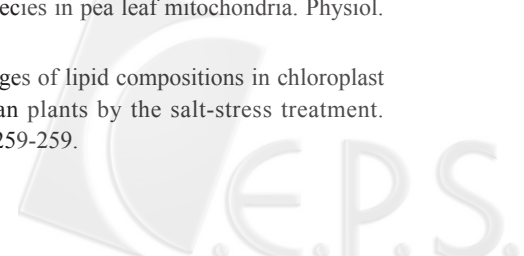 ecies in pea leaf mitochondria. Physiol.
ges of lipid compositions in chloroplast
an plants by the salt-stress treatment.
259-259.
C.E.P.S.